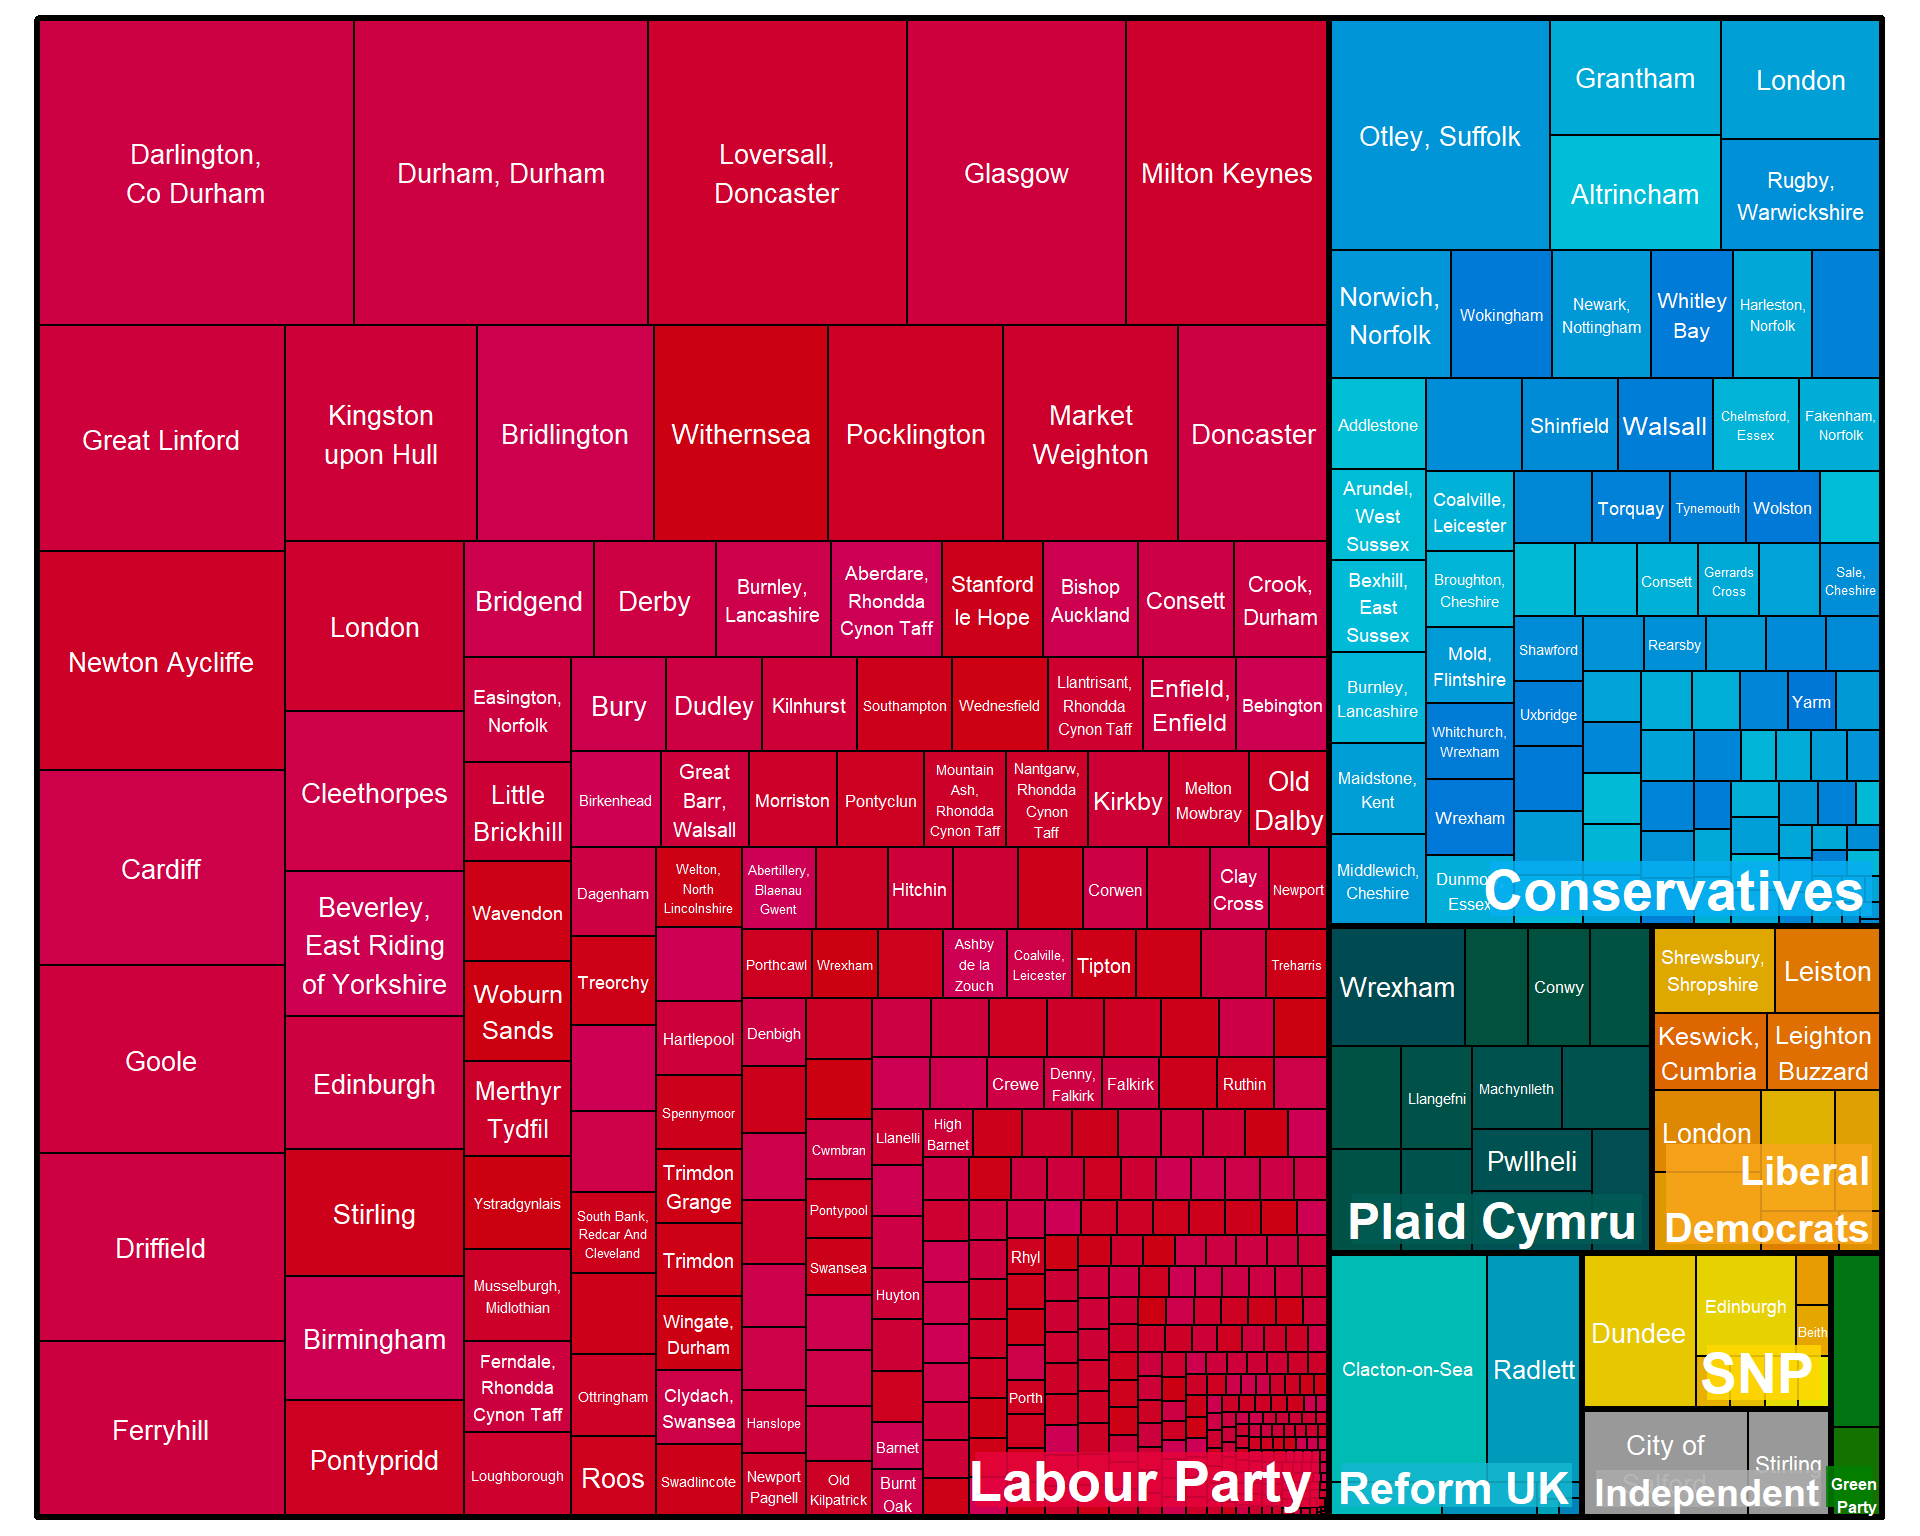 Darlington,
Co Durham
Durham, Durham
Loversall,
Doncaster
Glasgow
Milton Keynes
Great Linford
Kingston
upon Hull
Bridlington
Withernsea
Pocklington
Market
Weighton
Doncaster
Newton Aycliffe
Cardiff
Goole
Driffield
Ferryhill
London
Cleethorpes
Beverley,
East Riding
of Yorkshire
Edinburgh
Stirling
Birmingham
Pontypridd
Bridgend
Derby
Burnley,
Lancashire
Aberdare,
Rhondda
Cynon Taff
Stanford
le Hope
Bishop
Auckland
Consett
Crook,
Durham
Easington,
Norfolk
Little
Brickhill
Wavendon
Woburn
Sands
Merthyr
Tydfil
Ystradgynlais
Musselburgh,
Midlothian
Ferndale,
Rhondda
Cynon Taff
Loughborough
Bury
Dudley
Kilnhurst
Southampton
Wednesfield
Llantrisant,
Rhondda
Cynon Taff
Enfield,
Enfield
Bebington
Birkenhead
Great
Barr,
Walsall
Morriston
Pontyclun
Mountain
Ash,
Rhondda
Cynon Taff
Nantgarw,
Rhondda
Cynon
Taff
Kirkby
Melton
Mowbray
Old
Dalby
Dagenham
Treorchy
South Bank,
Redcar And
Cleveland
Ottringham
Roos
Welton,
North
Lincolnshire
Hartlepool
Spennymoor
Trimdon
Grange
Trimdon
Wingate,
Durham
Clydach,
Swansea
Swadlincote
Abertillery,
Blaenau
Gwent
Hitchin
Corwen
Clay
Cross
Newport
Porthcawl
Wrexham
Ashby
de la
Zouch
Coalville,
Leicester
Tipton
Treharris
Denbigh
Hanslope
Newport
Pagnell
Cwmbran
Pontypool
Swansea
Old
Kilpatrick
Crewe
Denny,
Falkirk
Falkirk
Ruthin
Llanelli
High
Barnet
Huyton
Barnet
Burnt
Oak
Rhyl
Porth
Labour Party
Otley, Suffolk
Grantham
London
Altrincham
Rugby,
Warwickshire
Norwich,
Norfolk
Wokingham
Newark,
Nottingham
Whitley
Bay
Harleston,
Norfolk
Addlestone
Shinfield
Walsall
Chelmsford,
Essex
Fakenham,
Norfolk
Arundel,
West
Sussex
Coalville,
Leicester
Torquay
Tynemouth
Wolston
Bexhill,
East
Sussex
Broughton,
Cheshire
Consett
Gerrards
Cross
Sale,
Cheshire
Burnley,
Lancashire
Mold,
Flintshire
Shawford
Rearsby
Whitchurch,
Wrexham
Uxbridge
Yarm
Maidstone,
Kent
Wrexham
Middlewich,
Cheshire
Essex
Conservatives
Wrexham
Conwy
Llangefni
Machynlleth
Pwllheli
Plaid Cymru
Shrewsbury,
Shropshire
Leiston
Keswick,
Cumbria
Leighton
Buzzard
London
Liberal
Democrats
Clacton-on-Sea
Radlett
Reform UK
Dundee
Edinburgh
Beith
SNP
City of
Salford
Stirling
Independent
Green
Party